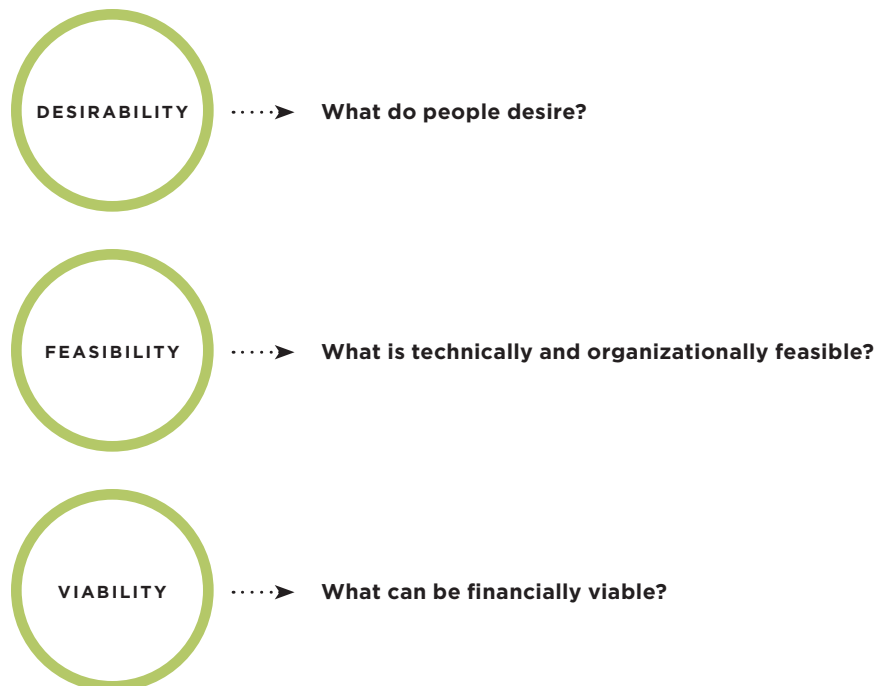 DESIRABILITY
What do people desire?
FEASIBILITY
What is technically and organizationally feasible?
VIABILITY
What can be financially viable?